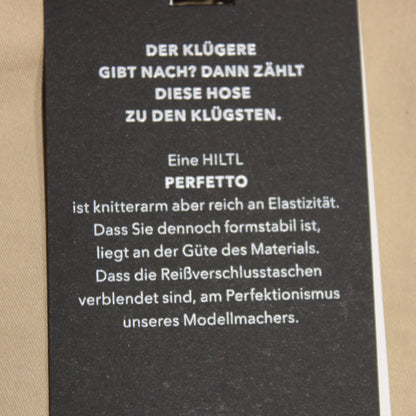 DER KLÜGERE
GIBT NACH? DANN ZÄHLT
DIESE HOSE
ZU DEN KLÜGSTEN.
Eine HILTL
PERFETTO
ist knitterarm aber reich an Elastizität.
Dass Sie dennoch formstabil ist,
liegt an der Güte des Materials.
Dass die Reißverschlusstaschen
verblendet sind, am Perfektionismus
unseres Modellmachers.